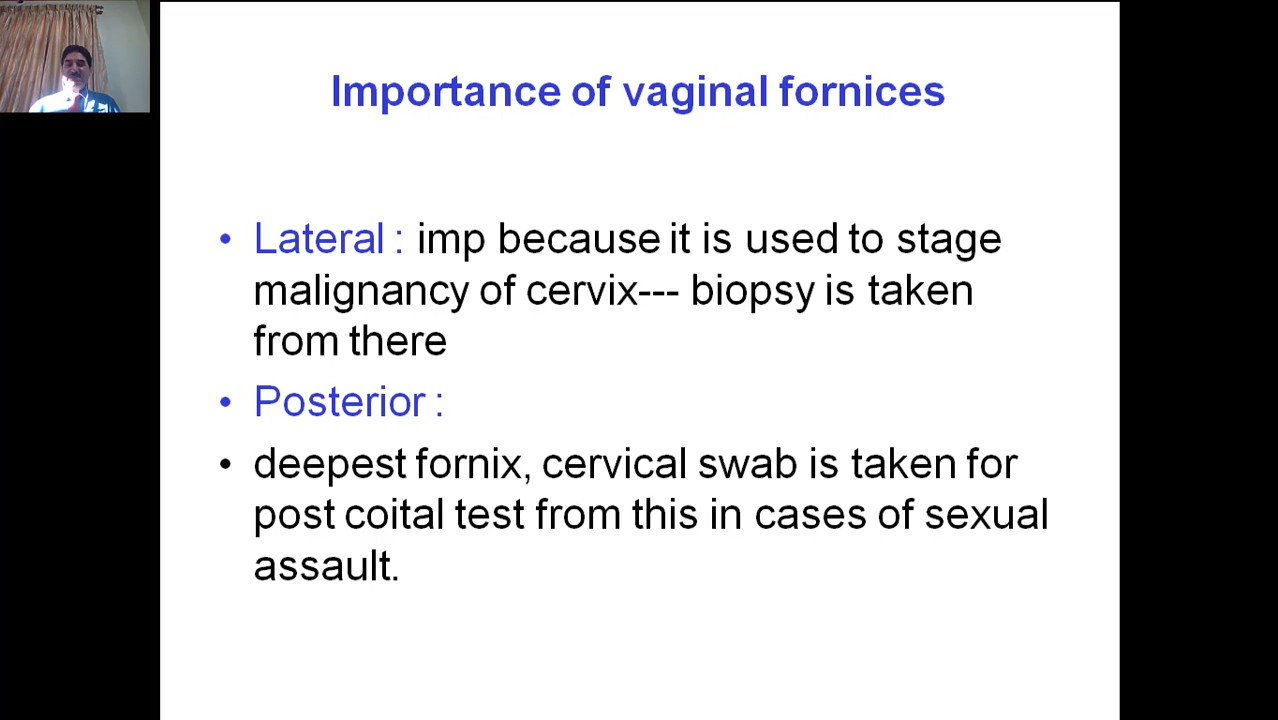 Importance of vaginal fornices
• Lateral : imp because it is used to stage
malignancy of cervix--- biopsy is taken
from there
• Posterior :
• deepest fornix, cervical swab is taken for
post coital test from this in cases of sexual
assault.